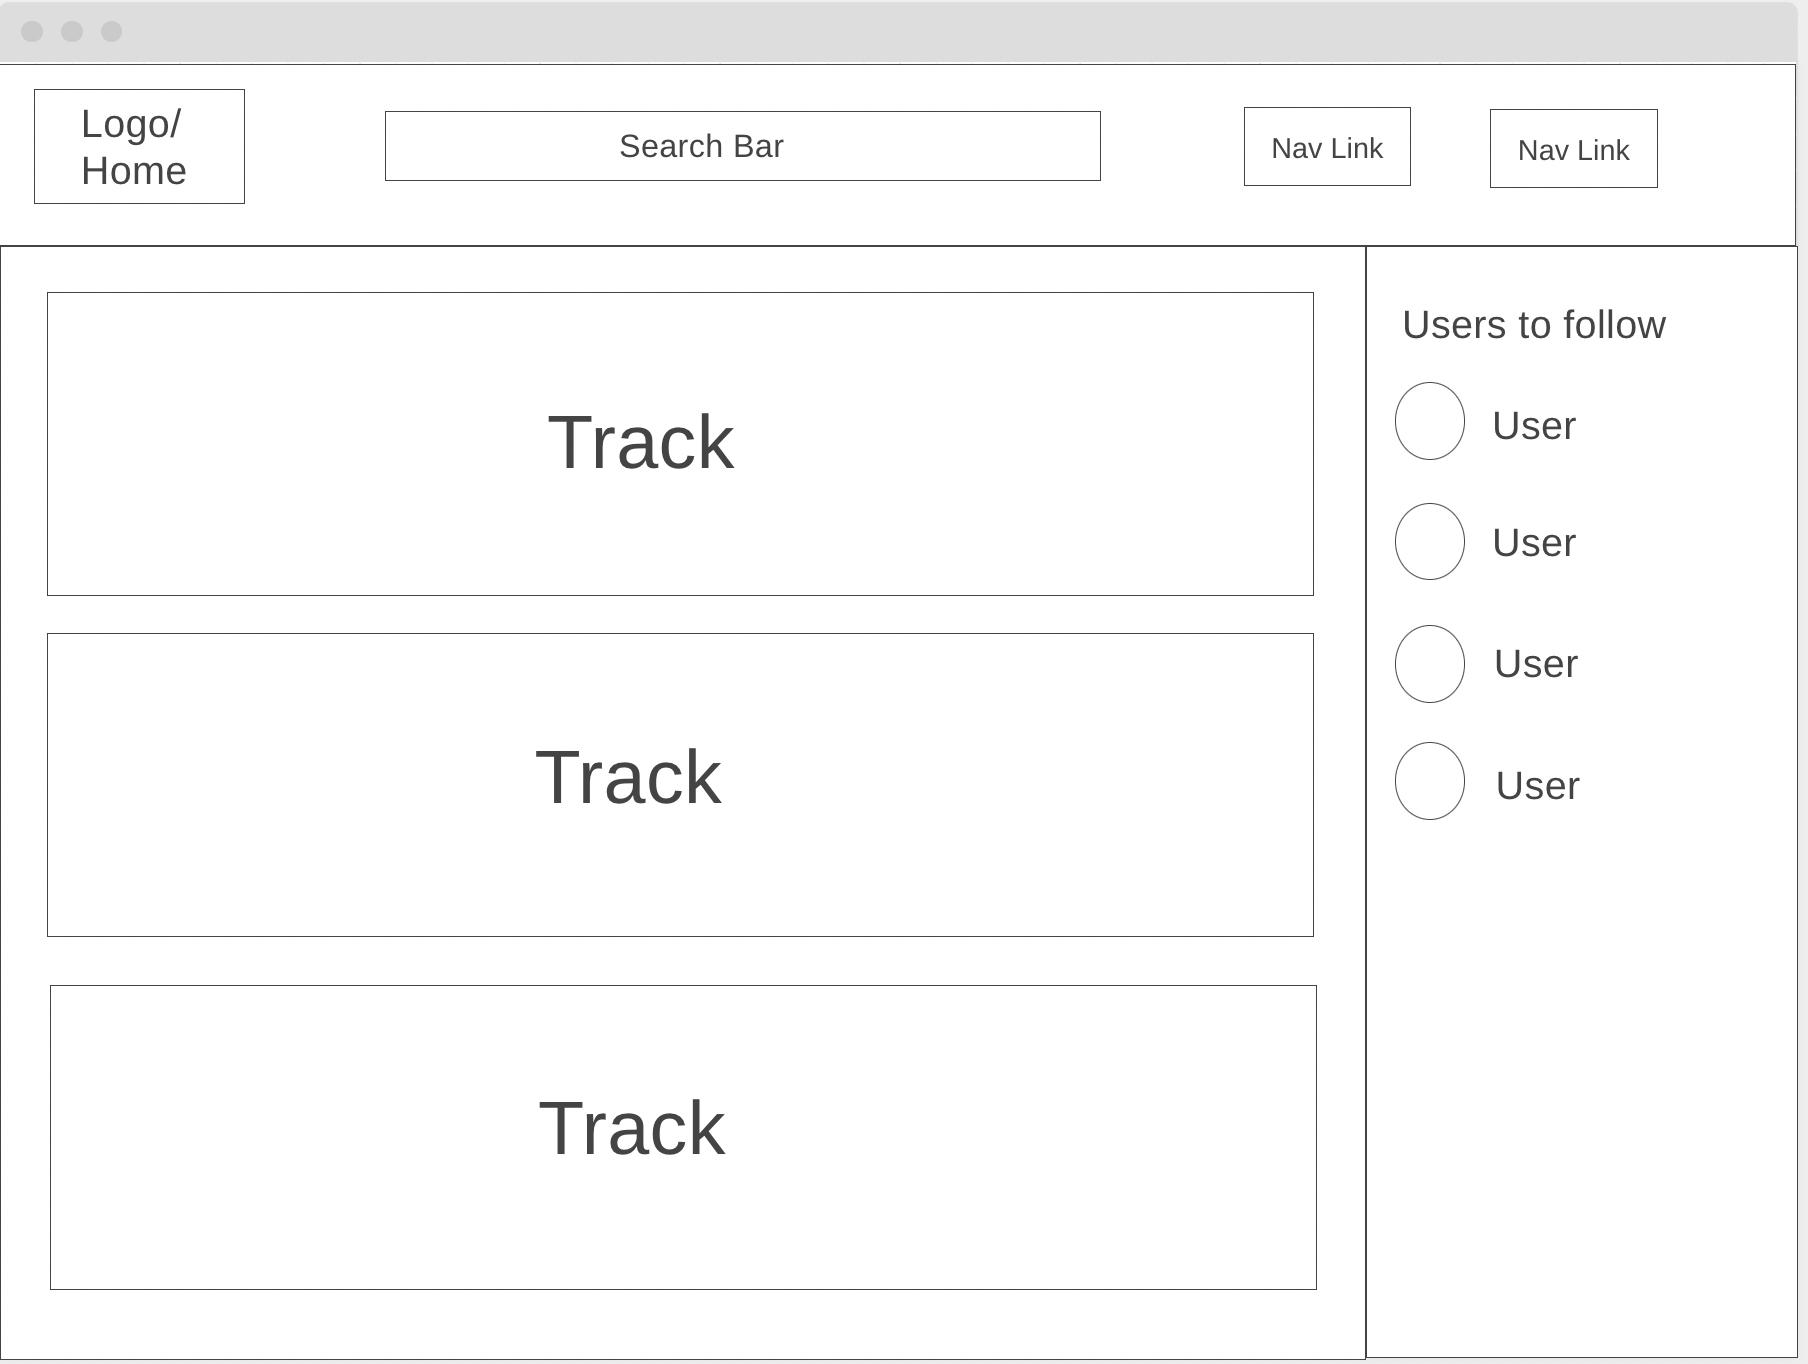 Logo/
Home
Search Bar
Nav Link
Nav Link
Track
Track
Track
Users to follow
User
User
User
User